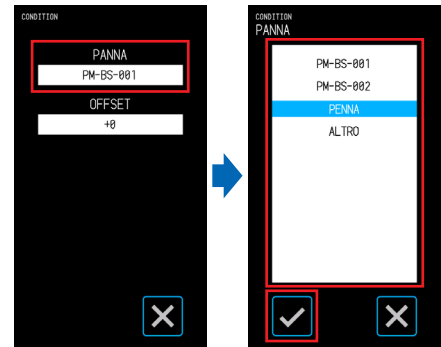 CONDITION
PANNA
PM-BS-001
OFFSET
+0
CONDITION
PANNA
PM-BS-001
PM-BS-002
PENNA
ALTRO